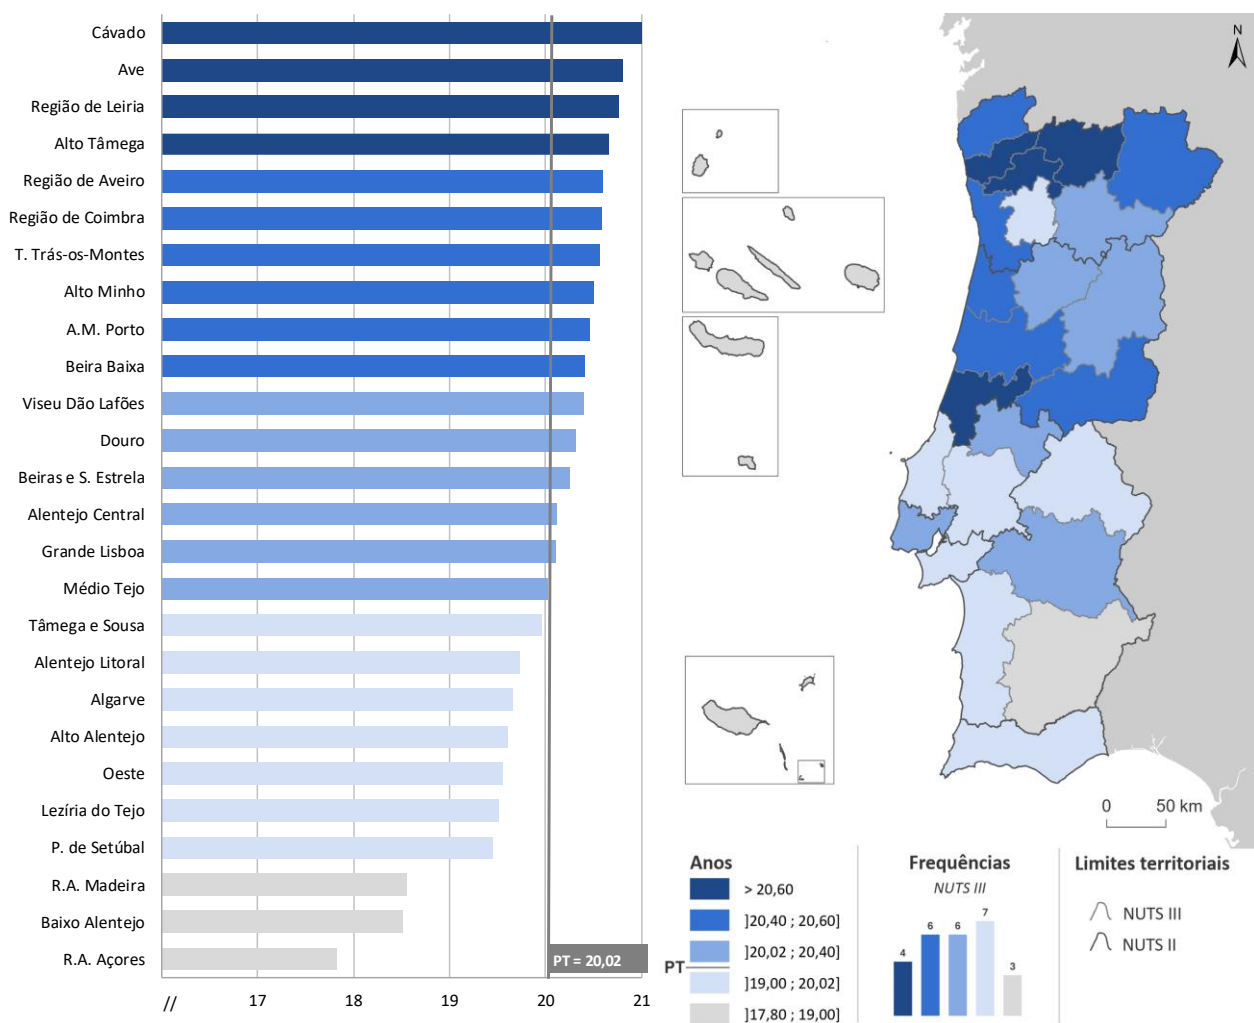 Cávado
Ave
Região de Leiria
Alto Tâmega
Região de Aveiro
Região de Coimbra
T. Trás-os-Montes
Alto Minho
A.M. Porto
Beira Baixa
Viseu Dão Lafões
Douro
Beiras e S. Estrela
Alentejo Central
Grande Lisboa
Médio Tejo
Tâmega e Sousa
Alentejo Litoral
Algarve
Alto Alentejo
Oeste
Lezíria do Tejo
P. de Setúbal
R.A. Madeira
Baixo Alentejo
R.A. Açores
PT = 20,02
// 17 18 19 20 21
N
0 50 km
Anos
> 20,60
]20,40 ; 20,60]
]20,02 ; 20,40]
PT
]19,00 ; 20,02]
]17,80 ; 19,00]
Frequências
NUTS III
4 6 6 7 3
Limites territoriais
NUTS III
NUTS II